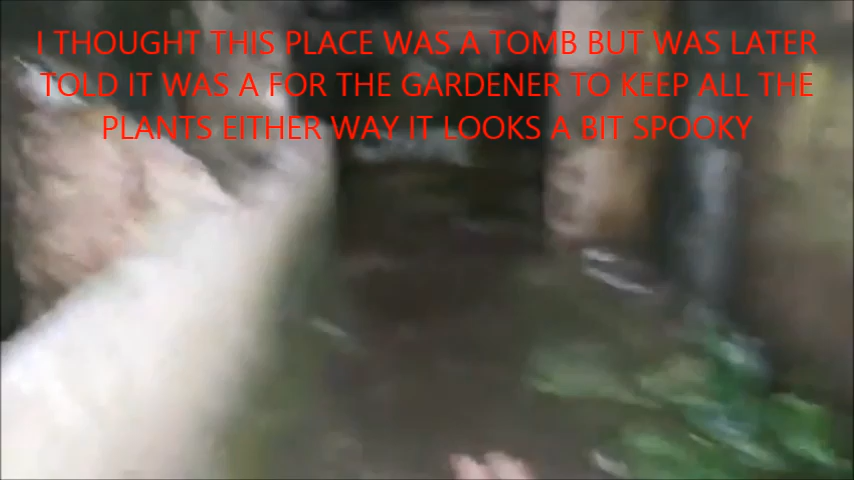 I THOUGHT THIS PLACE WAS A TOMB BUT WAS LATER
TOLD IT WAS A FOR THE GARDENER TO KEEP ALL THE
PLANTS EITHER WAY IT LOOKS A BIT SPOOKY